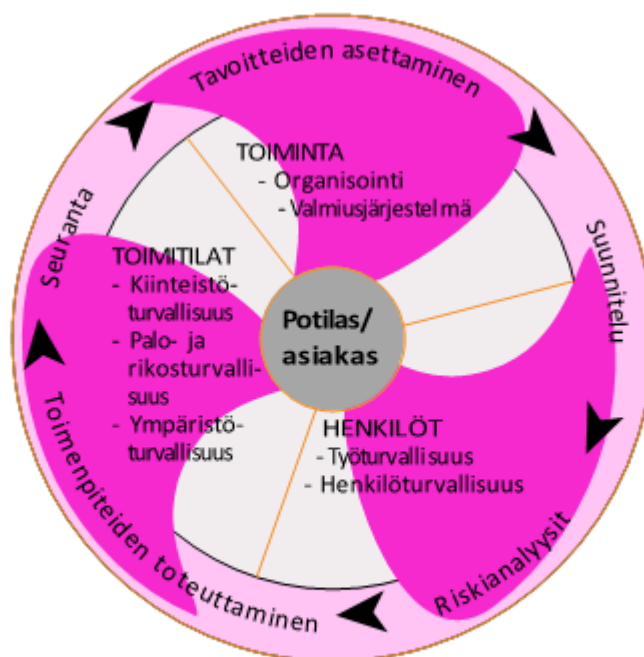 Tavoitteiden asettaminen
Suunnitelu
Riskianalyysit
Toimenpiteiden toteuttaminen
Seuranta
TOIMINTA
- Organisointi
- Valmiusjärjestelmä
TOIMITILAT
- Kiinteistö-
turvallisuus
- Palo- ja
rikosturvalli-
suus
- Ympäristö-
turvallisuus
Potilas/
asiakas
HENKILÖT
- Työturvallisuus
- Henkilöturvallisuus